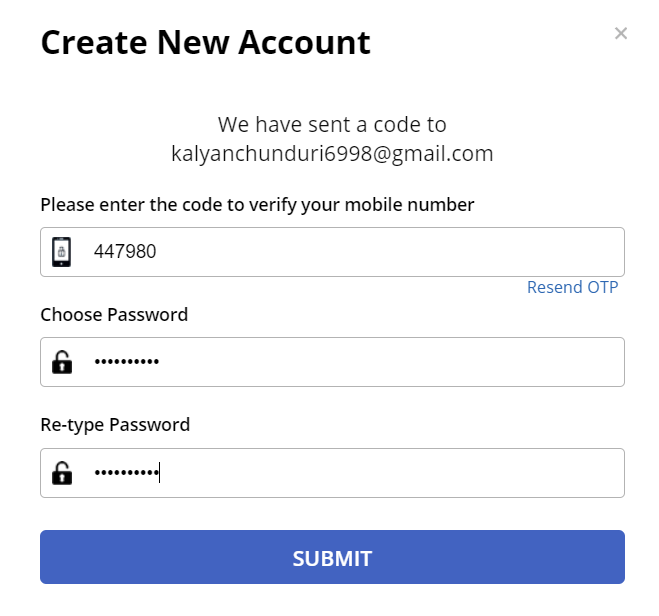 Create New Account
×
We have sent a code to
kalyanchunduri6998@gmail.com
Please enter the code to verify your mobile number
447980
Resend OTP
Choose Password
••••••••••
Re-type Password
••••••••••
SUBMIT